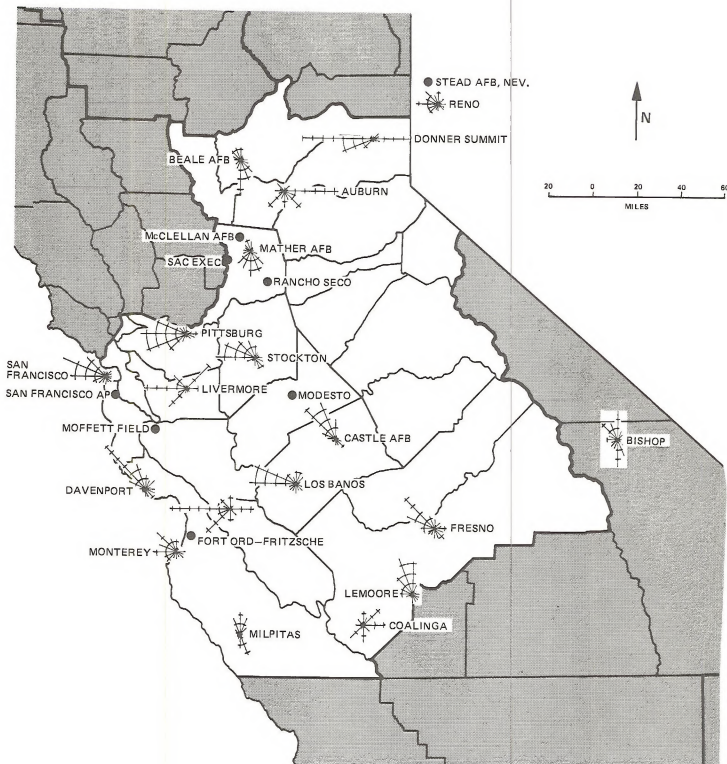 STEAD AFB, NEV.
RENO
N
DONNER SUMMIT
BEALE AFB
AUBURN
20 0 20 40 60
MILES
McCLELLAN AFB
MATHER AFB
SAC EXEC
RANCHO SECO
PITTSBURG
STOCKTON
SAN
FRANCISCO
LIVERMORE
SAN FRANCISCO AP
MODESTO
MOFFETT FIELD
CASTLE AFB
BISHOP
DAVENPORT
LOS BANOS
FRESNO
FORT ORD—FRITZSCHE
MONTEREY
LEMOORE
COALINGA
MILPITAS